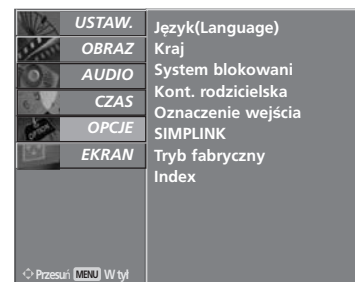 USTAW.
OBRAZ
AUDIO
CZAS
OPCJE
EKRAN
Język(Language)
Kraj
System blokowani
Kont. rodzicielska
Oznaczenie wejścia
SIMPLINK
Tryb fabryczny
Index
Przesuń MENU W tył